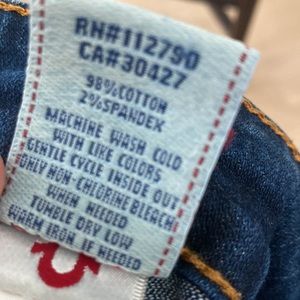 RN#112790
CA#30427
98%COTTON
2%SPANDEX
MACHINE WASH COLD
WITH LIKE COLORS
GENTLE CYCLE INSIDE OUT
ONLY NON-CHLORINE BLEACH
WHEN NEEDED
TUMBLE DRY LOW
WARM IRON IF NEEDED